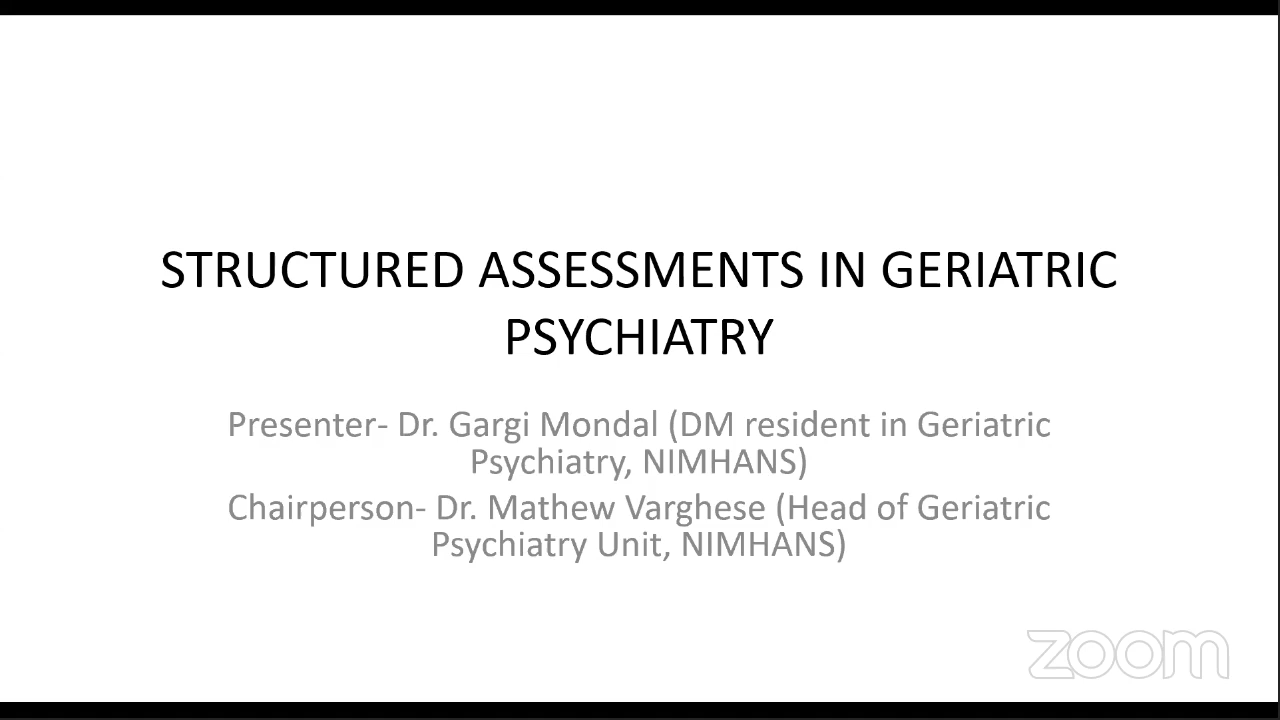 STRUCTURED ASSESSMENTS IN GERIATRIC
PSYCHIATRY
Presenter- Dr. Gargi Mondal (DM resident in Geriatric
Psychiatry, NIMHANS)
Chairperson- Dr. Mathew Varghese (Head of Geriatric
Psychiatry Unit, NIMHANS)
zoom